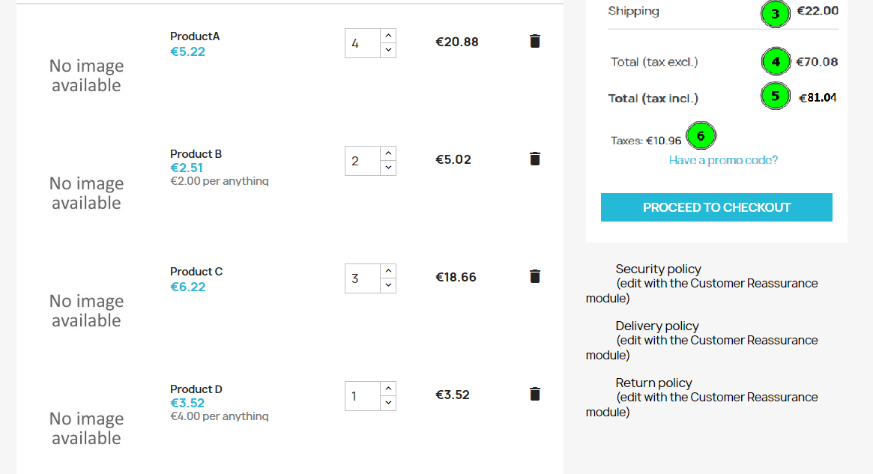 ProductA
€5.22
No image
available
4
€20.88
Product B
€2.51
€2.00 per anything
No image
available
2
€5.02
Product C
€6.22
No image
available
3
€18.66
Product D
€3.52
€4.00 per anything
No image
available
1
€3.52
Shipping 3 €22.00
Total (tax excl.) 4 €70.08
Total (tax incl.) 5 €81.04
Taxes: €10.96 6
Have a promo code?
PROCEED TO CHECKOUT
Security policy
(edit with the Customer Reassurance
module)
Delivery policy
(edit with the Customer Reassurance
module)
Return policy
(edit with the Customer Reassurance
module)